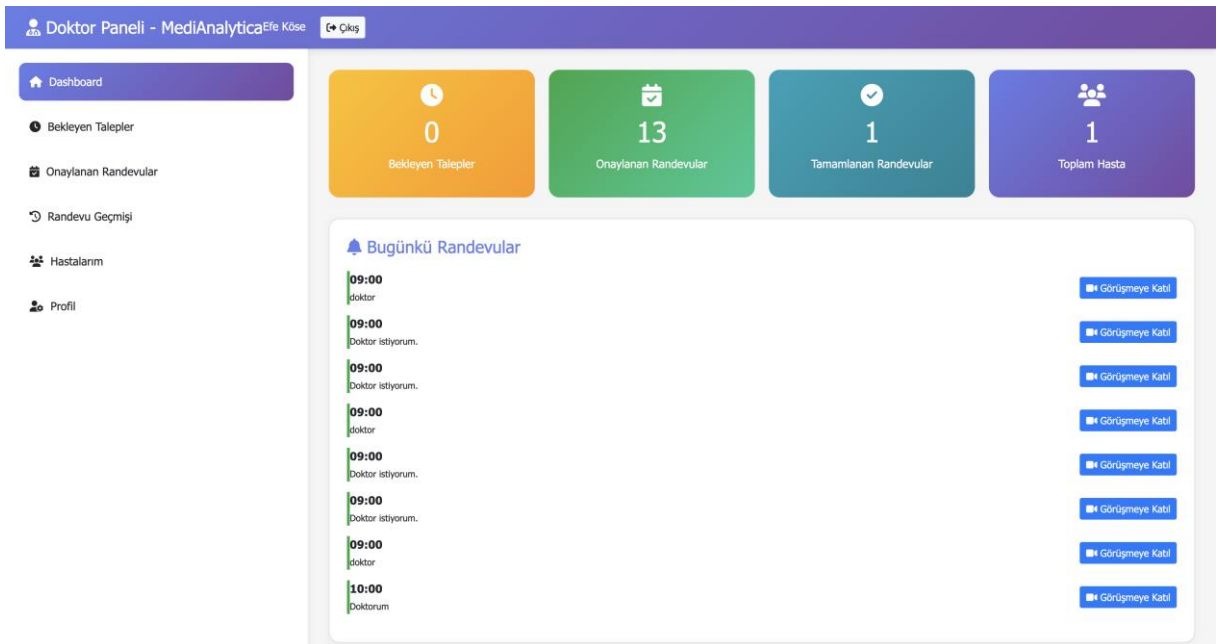 Doktor Paneli - MediAnalytica Efe Köse Çıkış
Dashboard
Bekleyen Talepler
Onaylanan Randevular
Randevu Geçmişi
Hastalarım
Profil
0
Bekleyen Talepler
13
Onaylanan Randevular
1
Tamamlanan Randevular
1
Toplam Hasta
Bugünkü Randevular
09:00
doktor
Görüşmeye Katıl
09:00
Doktor istiyorum.
Görüşmeye Katıl
09:00
Doktor istiyorum.
Görüşmeye Katıl
09:00
doktor
Görüşmeye Katıl
09:00
Doktor istiyorum.
Görüşmeye Katıl
09:00
Doktor istiyorum.
Görüşmeye Katıl
09:00
doktor
Görüşmeye Katıl
10:00
Doktorum
Görüşmeye Katıl